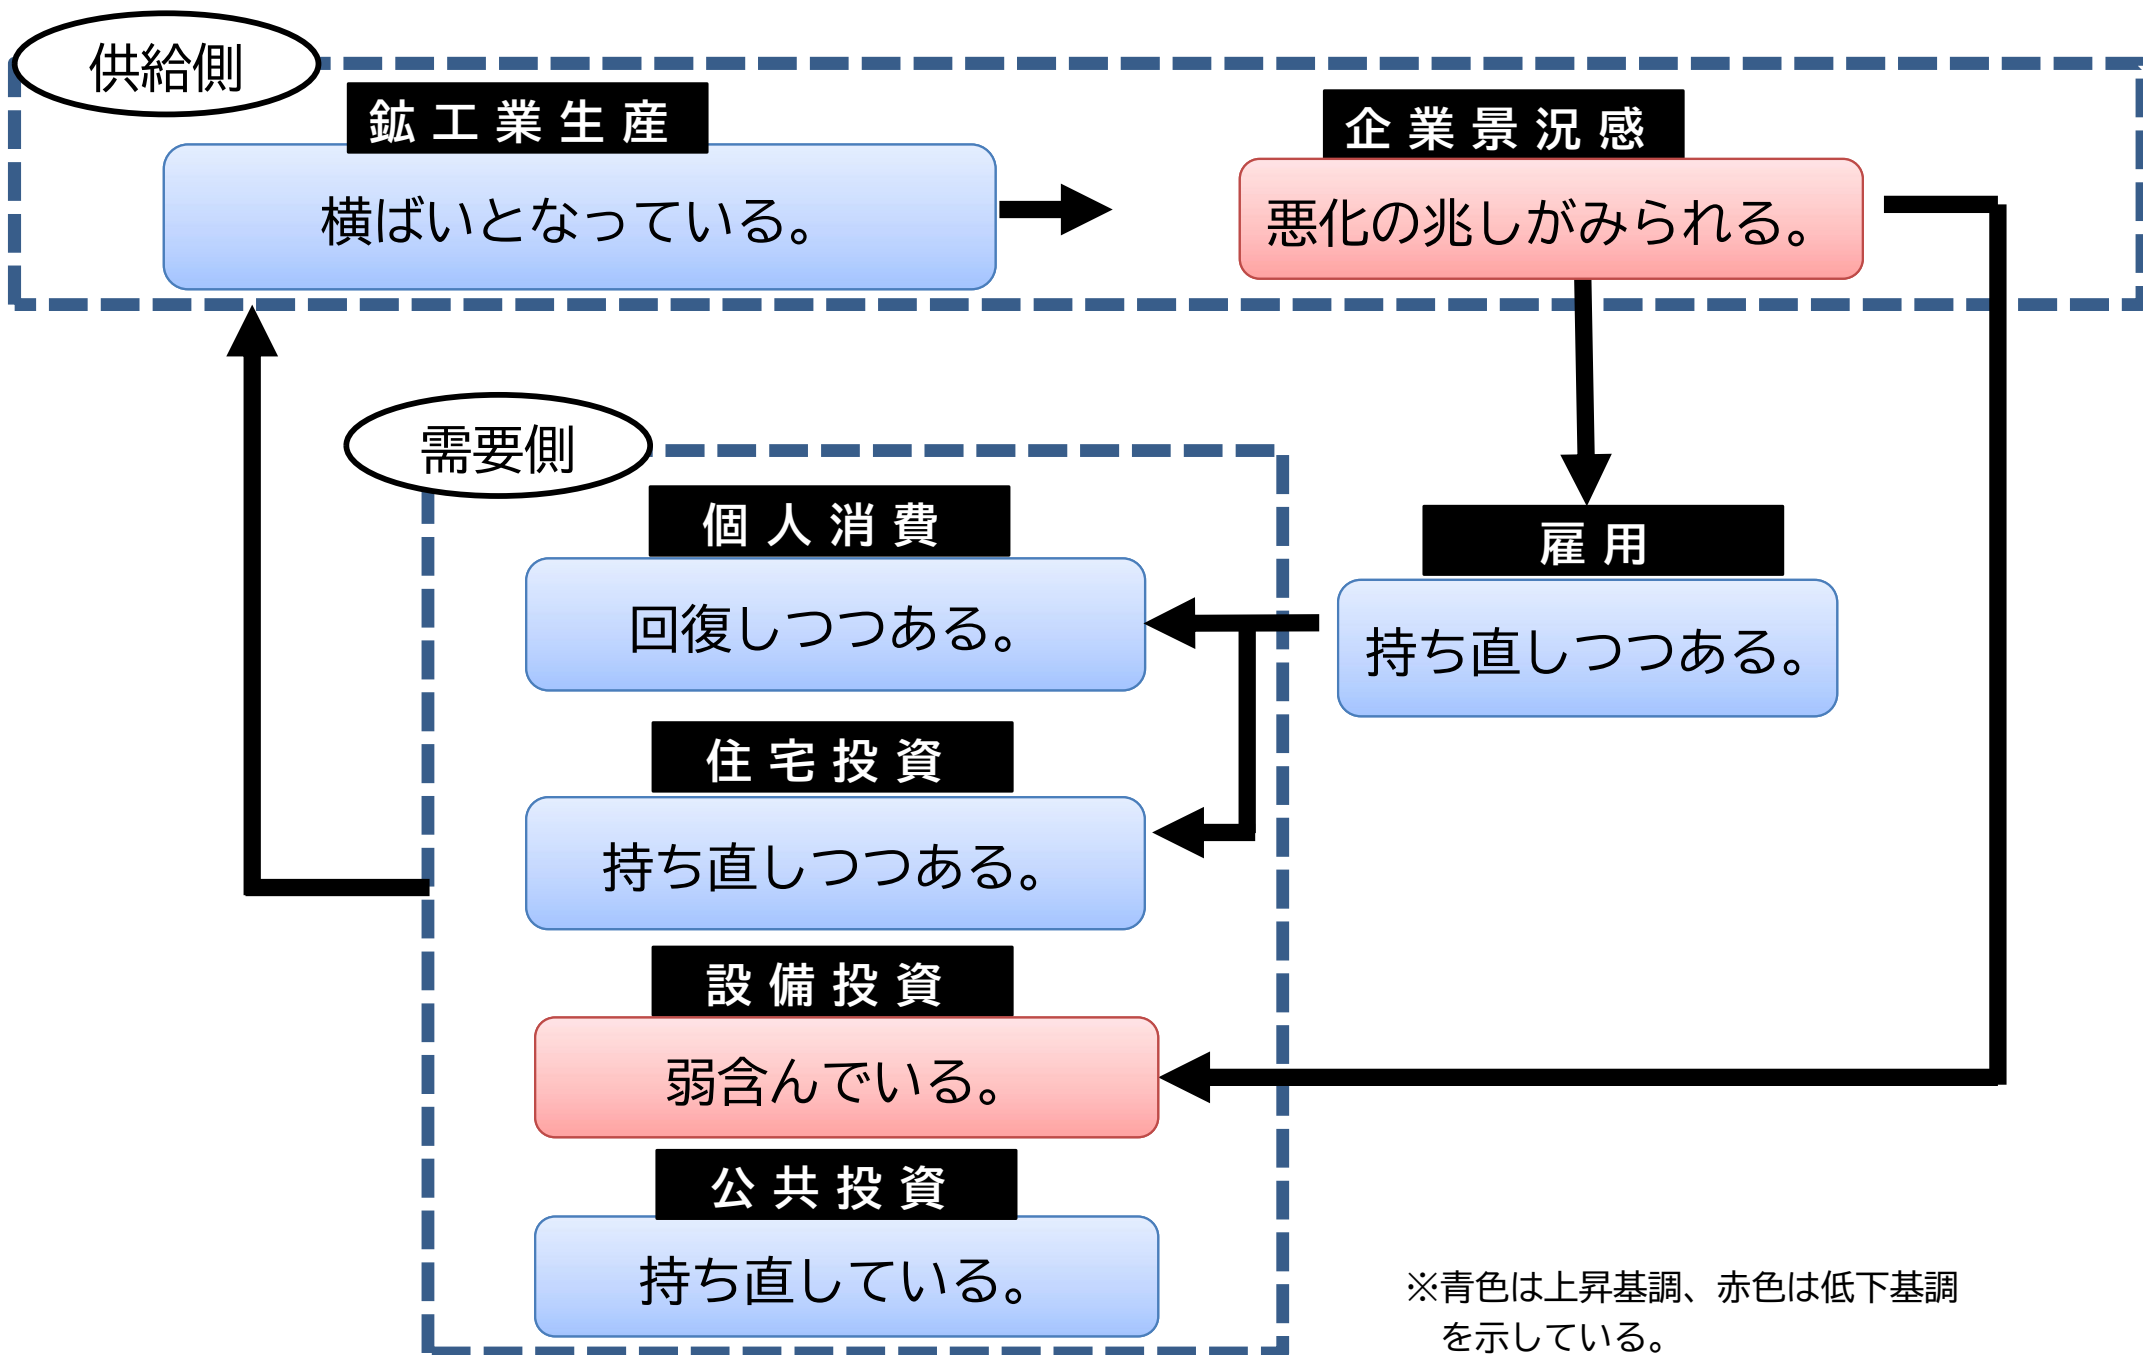 供給側
鉱工業生産
横ばいとなっている。
企業景況感
悪化の兆しがみられる。
需要側
個人消費
回復しつつある。
雇用
持ち直しつつある。
住宅投資
持ち直しつつある。
設備投資
弱含んでいる。
公共投資
持ち直している。
※青色は上昇基調、赤色は低下基調
を示している。